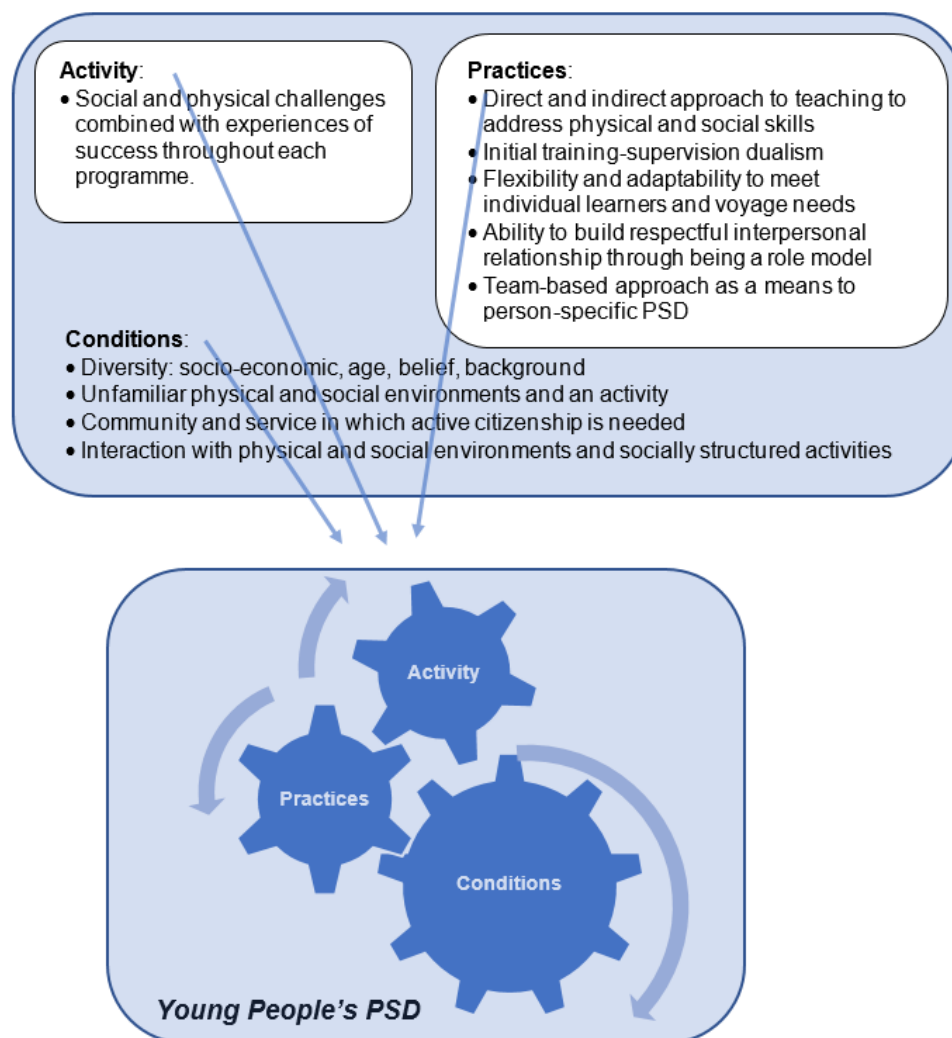 Activity:
• Social and physical challenges
combined with experiences of
success throughout each
programme.
Practices:
• Direct and indirect approach to teaching to
address physical and social skills
• Initial training-supervision dualism
• Flexibility and adaptability to meet
individual learners and voyage needs
• Ability to build respectful interpersonal
relationship through being a role model
• Team-based approach as a means to
person-specific PSD
Conditions:
• Diversity: socio-economic, age, belief, background
• Unfamiliar physical and social environments and an activity
• Community and service in which active citizenship is needed
• Interaction with physical and social environments and socially structured activities
Activity
Practices
Conditions
Young People's PSD